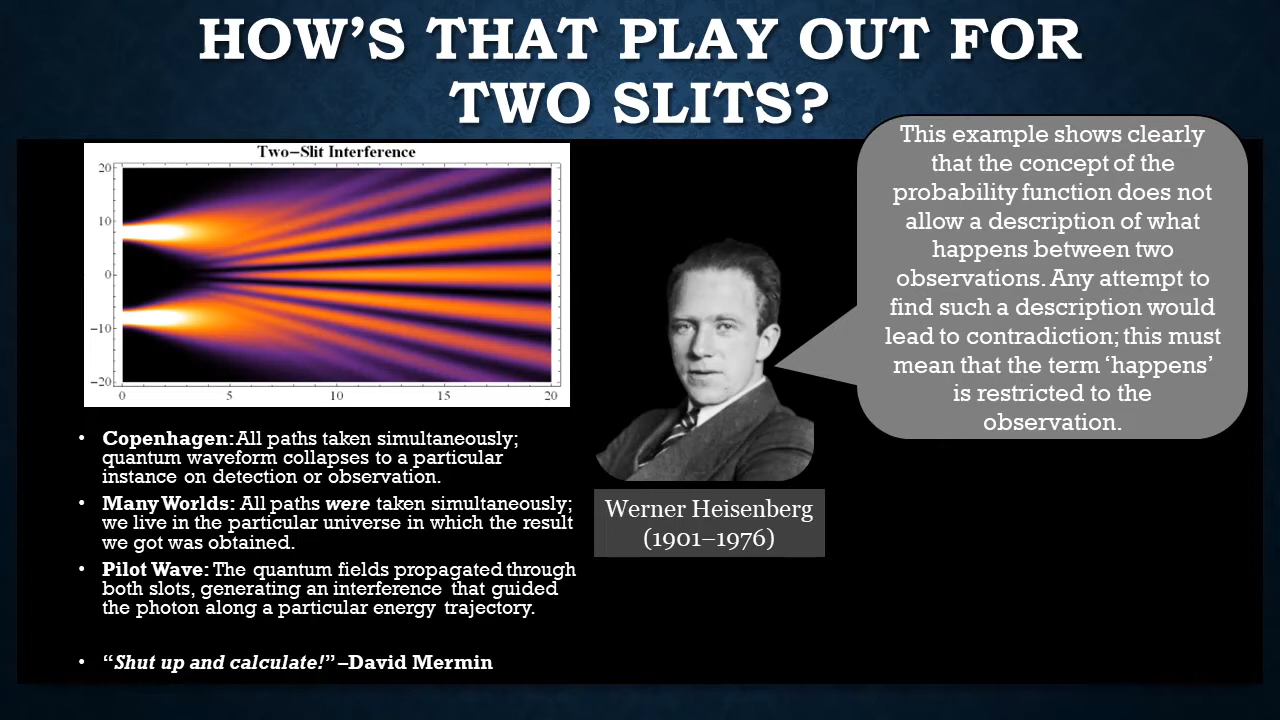 HOW'S THAT PLAY OUT FOR
TWO SLITS?
Two–Slit Interference
20
10
0
−10
−20
0 5 10 15 20
• Copenhagen: All paths taken simultaneously;
quantum waveform collapses to a particular
instance on detection or observation.
• Many Worlds: All paths were taken simultaneously;
we live in the particular universe in which the result
we got was obtained.
• Pilot Wave: The quantum fields propagated through
both slots, generating an interference that guided
the photon along a particular energy trajectory.
• “Shut up and calculate!” –David Mermin
Werner Heisenberg
(1901–1976)
This example shows clearly
that the concept of the
probability function does not
allow a description of what
happens between two
observations. Any attempt to
find such a description would
lead to contradiction; this must
mean that the term ‘happens’
is restricted to the
observation.